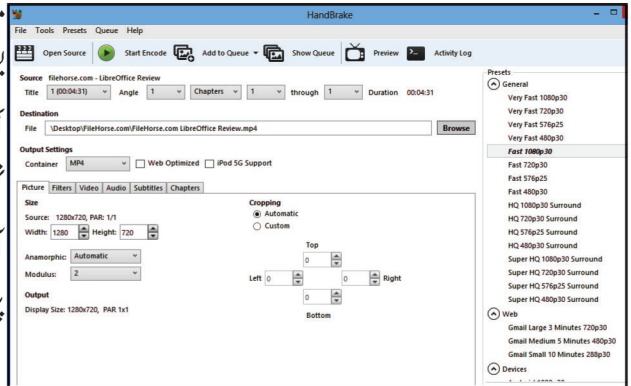 HandBrake
File Tools Presets Queue Help
Open Source Start Encode Add to Queue Show Queue Preview Activity Log
Source filehorse.com - LibreOffice Review
Title 1 (00:04:31) Angle 1 Chapters 1 through 1 Duration 00:04:31
Destination
File \Desktop\FileHorse.com\FileHorse.com LibreOffice Review.mp4 Browse
Output Settings
Container MP4 Web Optimized iPod 5G Support
Picture Filters Video Audio Subtitles Chapters
Size
Source: 1280x720, PAR: 1/1
Width: 1280 Height: 720
Anamorphic: Automatic
Modulus: 2
Output
Display Size: 1280x720, PAR 1x1
Cropping
Automatic
Custom
Top
0
Left 0 0 Right
0
Bottom
Presets
General
Very Fast 1080p30
Very Fast 720p30
Very Fast 576p25
Very Fast 480p30
Fast 1080p30
Fast 720p30
Fast 576p25
Fast 480p30
HQ 1080p30 Surround
HQ 720p30 Surround
HQ 576p25 Surround
HQ 480p30 Surround
Super HQ 1080p30 Surround
Super HQ 720p30 Surround
Super HQ 576p25 Surround
Super HQ 480p30 Surround
Web
Gmail Large 3 Minutes 720p30
Gmail Medium 5 Minutes 480p30
Gmail Small 10 Minutes 288p30
Devices